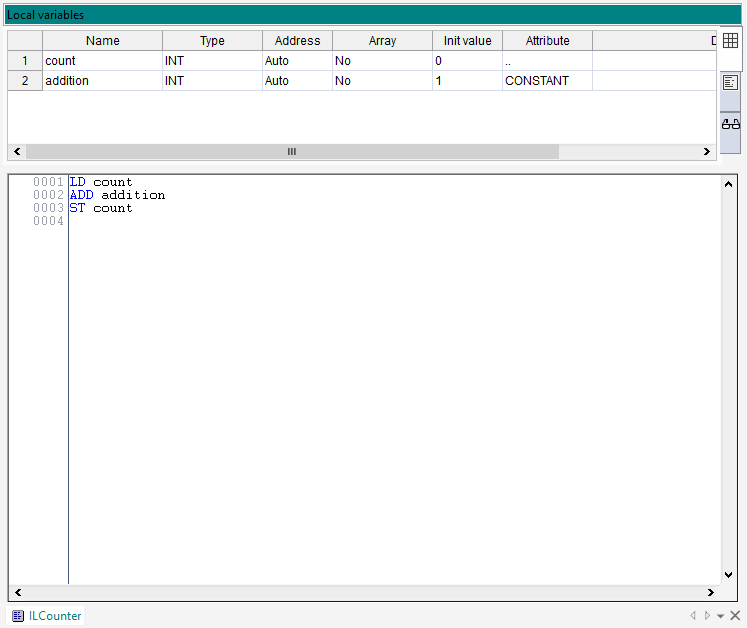 Local variables
Name Type Address Array Init value Attribute D
1 count INT Auto No 0 ..
2 addition INT Auto No 1 CONSTANT
0001 LD count
0002 ADD addition
0003 ST count
0004
ILCounter